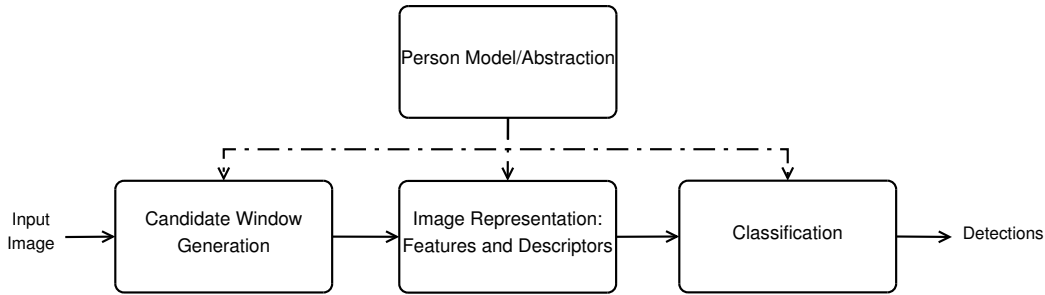 Person Model/Abstraction
Input
Image
Candidate Window
Generation
Image Representation:
Features and Descriptors
Classification
Detections